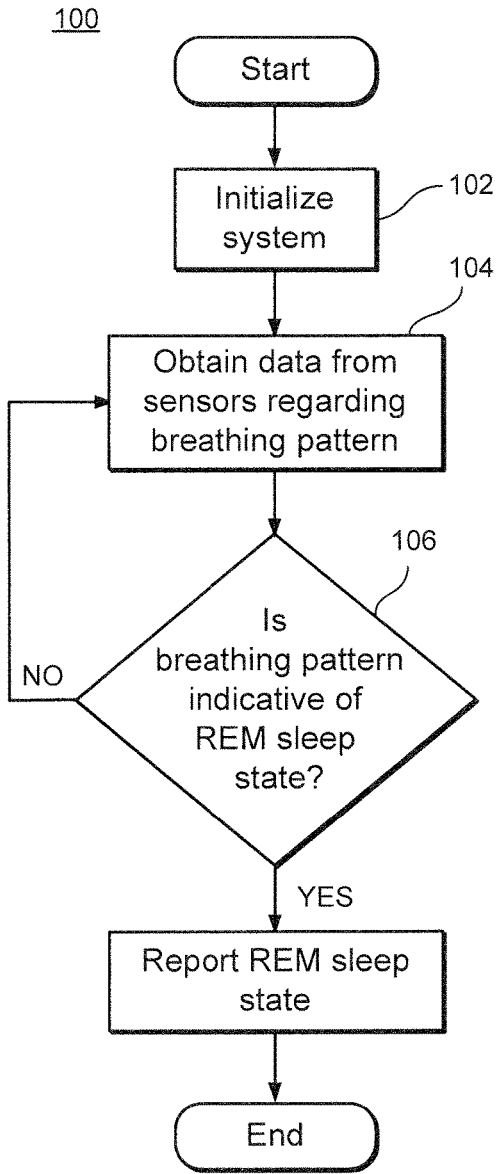 100
Start
Initialize
system
102
104
Obtain data from
sensors regarding
breathing pattern
106
Is
breathing pattern
indicative of
REM sleep
state?
NO
YES
Report REM sleep
state
End